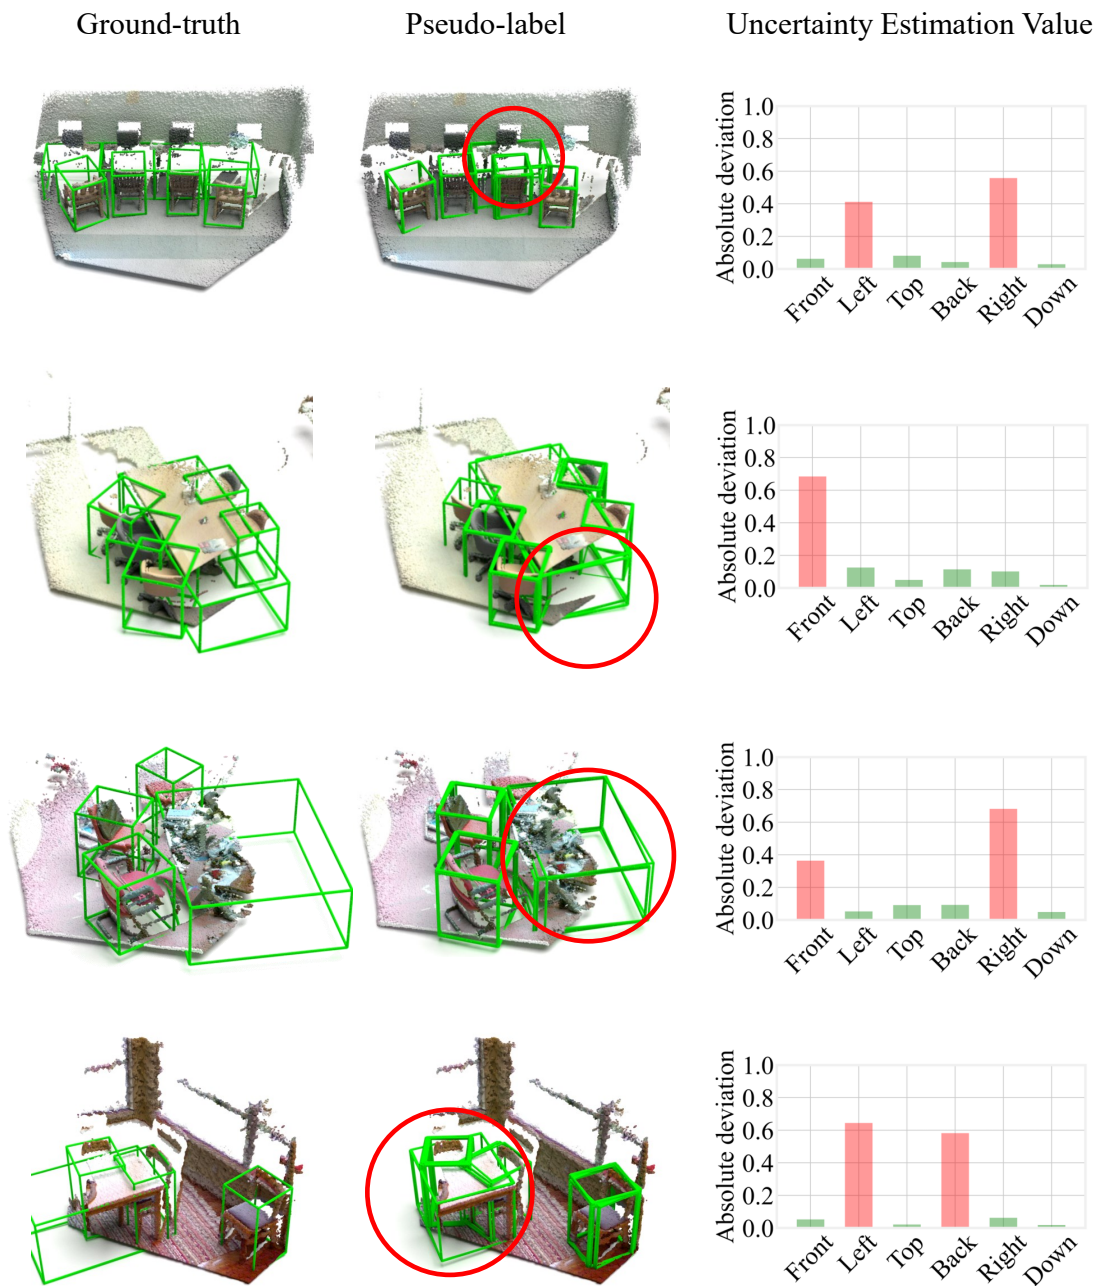 Ground-truth Pseudo-label Uncertainty Estimation Value
Absolute deviation
1.0
0.8
0.6
0.4
0.2
0.0
Front Left Top Back Right Down
Absolute deviation
1.0
0.8
0.6
0.4
0.2
0.0
Front Left Top Back Right Down
Absolute deviation
1.0
0.8
0.6
0.4
0.2
0.0
Front Left Top Back Right Down
Absolute deviation
1.0
0.8
0.6
0.4
0.2
0.0
Front Left Top Back Right Down